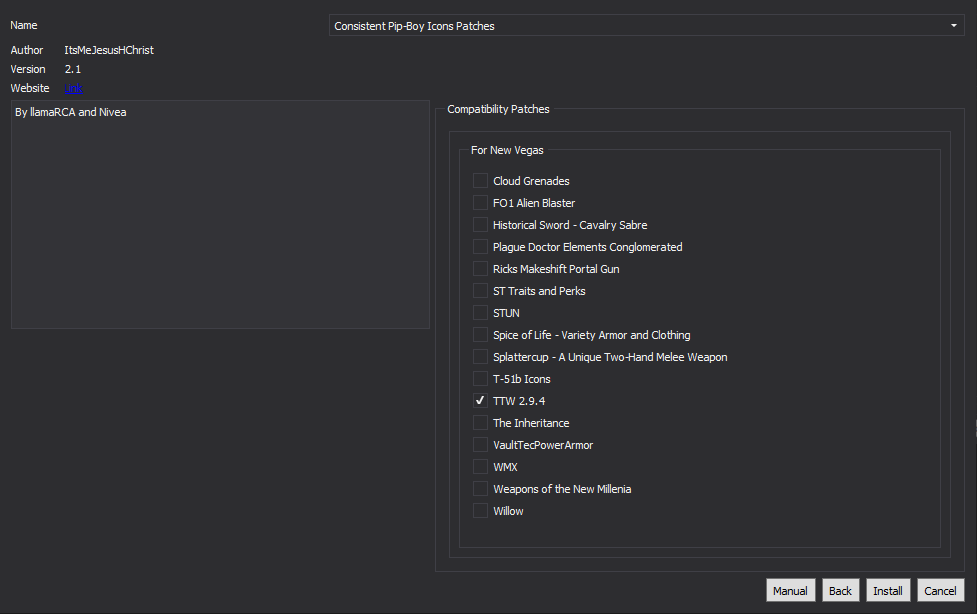 Name
Consistent Pip-Boy Icons Patches
Author ItsMeJesusHChrist
Version 2.1
Website Link
By llamaRCA and Nivea
Compatibility Patches
For New Vegas
Cloud Grenades
FO1 Alien Blaster
Historical Sword - Cavalry Sabre
Plague Doctor Elements Conglomerated
Ricks Makeshift Portal Gun
ST Traits and Perks
STUN
Spice of Life - Variety Armor and Clothing
Splattercup - A Unique Two-Hand Melee Weapon
T-51b Icons
TTW 2.9.4
The Inheritance
VaultTecPowerArmor
WMX
Weapons of the New Millenia
Willow
Manual Back Install Cancel